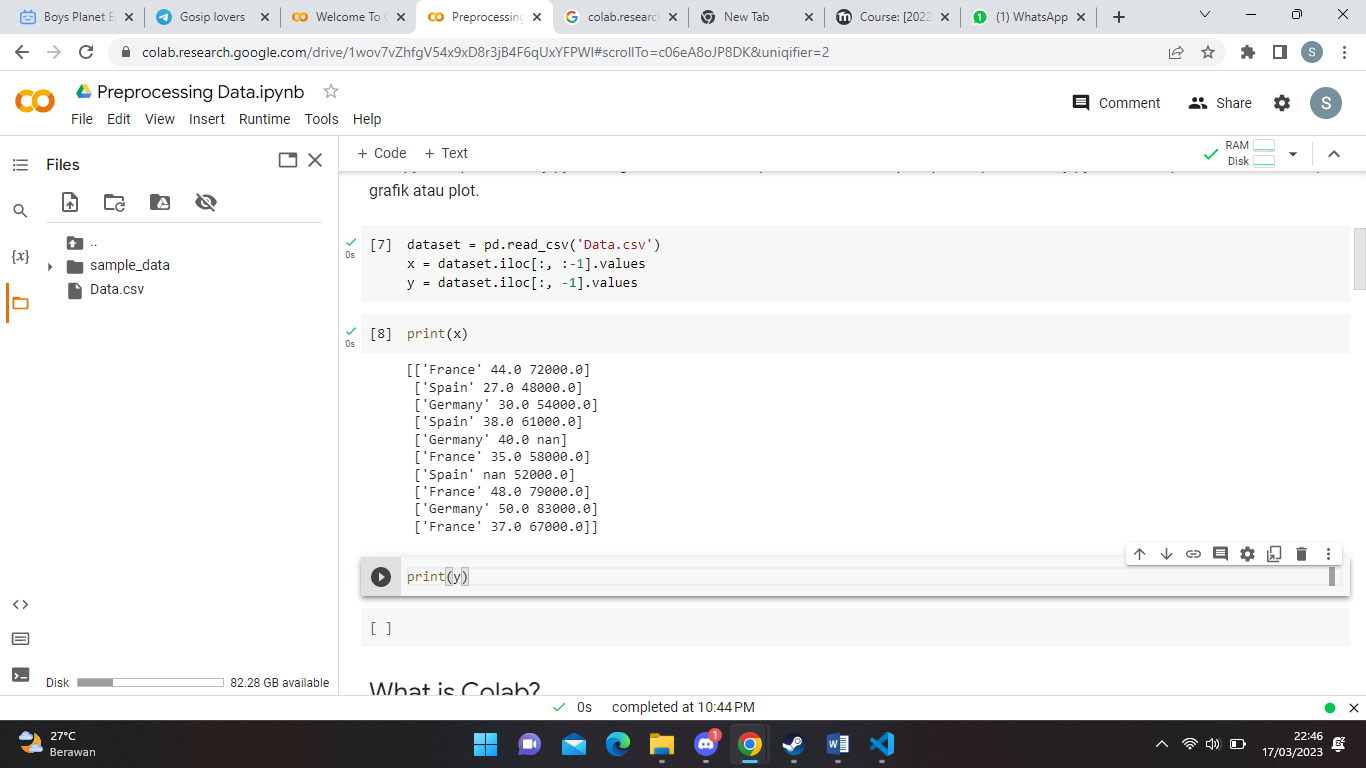 Boys Planet E
Gosip lovers
Welcome To C
Preprocessing
colab.research
New Tab
Course: [2022
(1) WhatsApp
colab.research.google.com/drive/1wov7vZhfgV54x9xD8r3jB4F6qUxYFPWl#scrollTo=c06eA8oJP8DK&uniqifier=2
S
Preprocessing Data.ipynb
File Edit View Insert Runtime Tools Help
Comment
Share
S
Files
+ Code + Text
RAM
Disk
..
sample_data
Data.csv
{x}
grafik atau plot.
[7] dataset = pd.read_csv('Data.csv')
0s
x = dataset.iloc[:, :-1].values
y = dataset.iloc[:, -1].values
[8] print(x)
0s
[['France' 44.0 72000.0]
['Spain' 27.0 48000.0]
['Germany' 30.0 54000.0]
['Spain' 38.0 61000.0]
['Germany' 40.0 nan]
['France' 35.0 58000.0]
['Spain' nan 52000.0]
['France' 48.0 79000.0]
['Germany' 50.0 83000.0]
['France' 37.0 67000.0]]
print(y)
[ ]
What is Colab?
Disk 82.28 GB available
0s completed at 10:44 PM
27°C
Berawan
1
22:46
17/03/2023